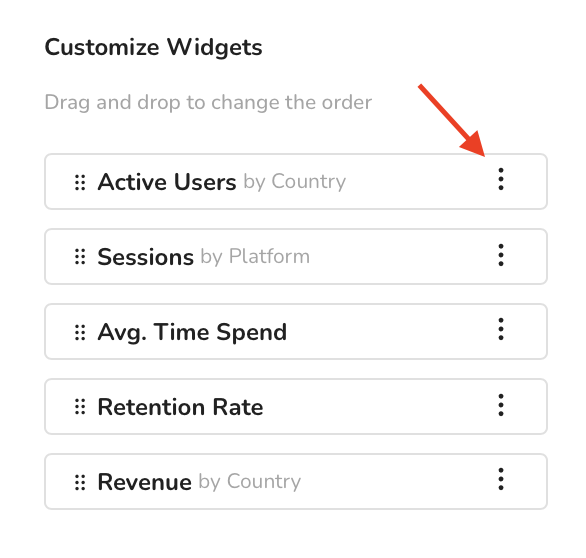 Customize Widgets
Drag and drop to change the order
Active Users by Country
Sessions by Platform
Avg. Time Spend
Retention Rate
Revenue by Country